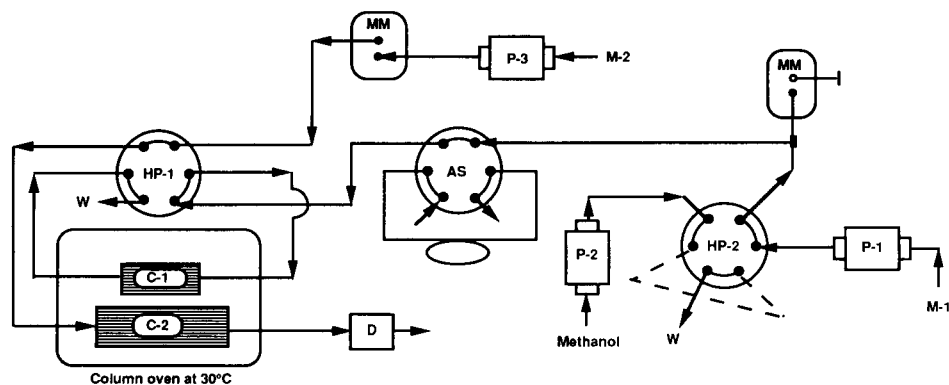 MM
P-3
M-2
MM
HP-1
AS
W
P-2
HP-2
P-1
C-1
M-1
C-2
D
Methanol
W
Column oven at 30°C